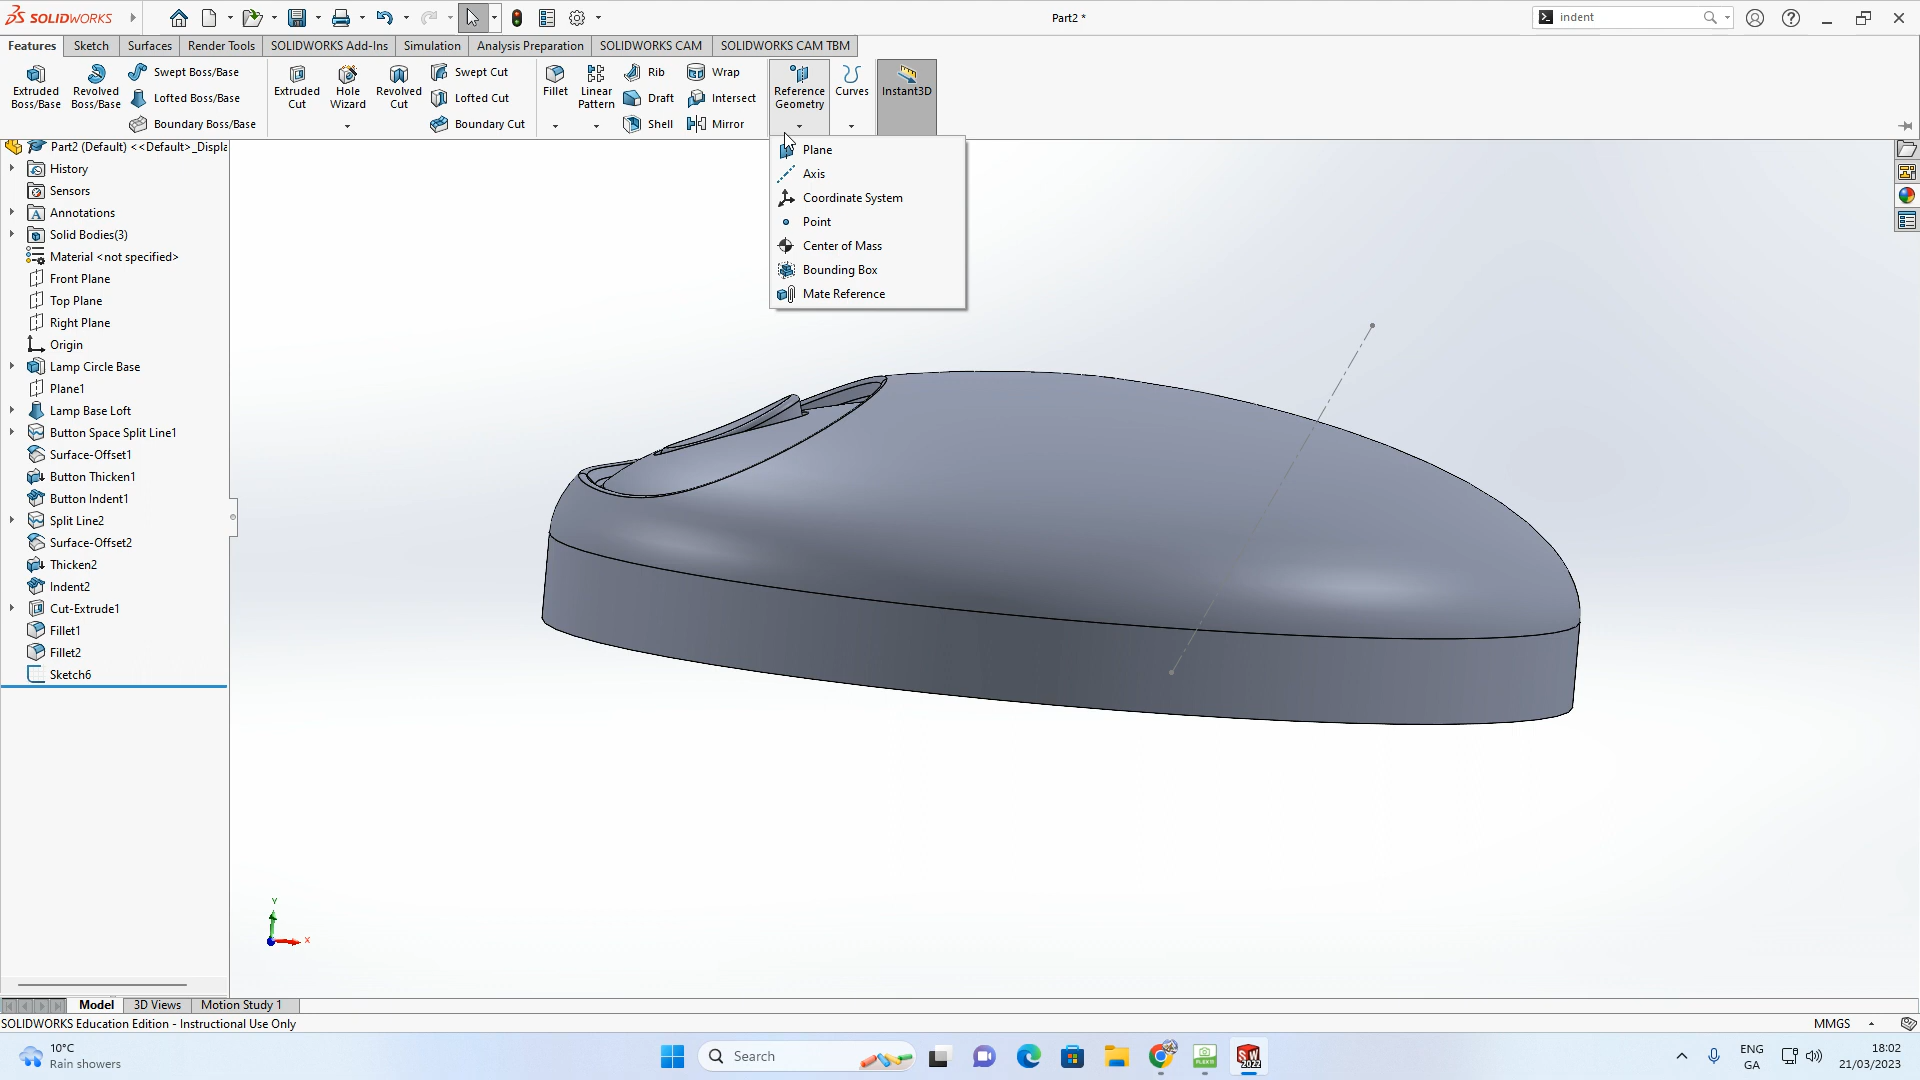 SOLIDWORKS
Part2 *
indent
Features
Sketch
Surfaces
Render Tools
SOLIDWORKS Add-Ins
Simulation
Analysis Preparation
SOLIDWORKS CAM
SOLIDWORKS CAM TBM
Extruded Boss/Base
Revolved Boss/Base
Swept Boss/Base
Lofted Boss/Base
Boundary Boss/Base
Extruded Cut
Hole Wizard
Revolved Cut
Swept Cut
Lofted Cut
Boundary Cut
Fillet
Linear Pattern
Rib
Draft
Shell
Wrap
Intersect
Mirror
Reference Geometry
Curves
Instant3D
Plane
Axis
Coordinate System
Point
Center of Mass
Bounding Box
Mate Reference
Part2 (Default) <<Default>_Displa
History
Sensors
Annotations
Solid Bodies(3)
Material <not specified>
Front Plane
Top Plane
Right Plane
Origin
Lamp Circle Base
Plane1
Lamp Base Loft
Button Space Split Line1
Surface-Offset1
Button Thicken1
Button Indent1
Split Line2
Surface-Offset2
Thicken2
Indent2
Cut-Extrude1
Fillet1
Fillet2
Sketch6
Y
X
Model
3D Views
Motion Study 1
SOLIDWORKS Education Edition - Instructional Use Only
MMGS
10°C
Rain showers
Search
ENG
GA
18:02
21/03/2023